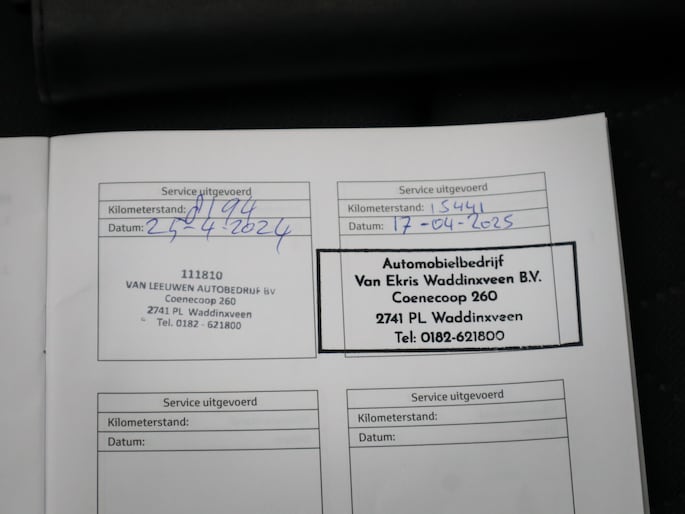 Service uitgevoerd
Kilometerstand: 8194
Datum: 25-4-2024
111810
VAN LEEUWEN AUTOBEDRIJF BV
Coenecoop 260
2741 PL Waddinxveen
Tel. 0182 - 621800
Service uitgevoerd
Kilometerstand: 15441
Datum: 17-04-2025
Automobielbedrijf
Van Ekris Waddinxveen B.V.
Coenecoop 260
2741 PL Waddinxveen
Tel: 0182-621800
Service uitgevoerd
Kilometerstand:
Datum:
Service uitgevoerd
Kilometerstand:
Datum: